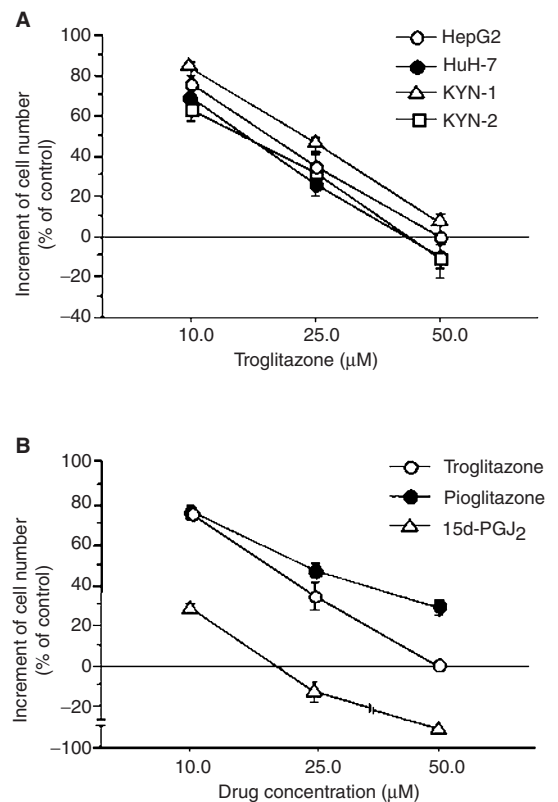 A
Increment of cell number
(% of control)
100
80
60
40
20
0
−20
−40
HepG2
HuH-7
KYN-1
KYN-2
10.0 25.0 50.0
Troglitazone (μM)
B
Increment of cell number
(% of control)
100
80
60
40
20
0
−20
−100
Troglitazone
Pioglitazone
15d-PGJ2
10.0 25.0 50.0
Drug concentration (μM)